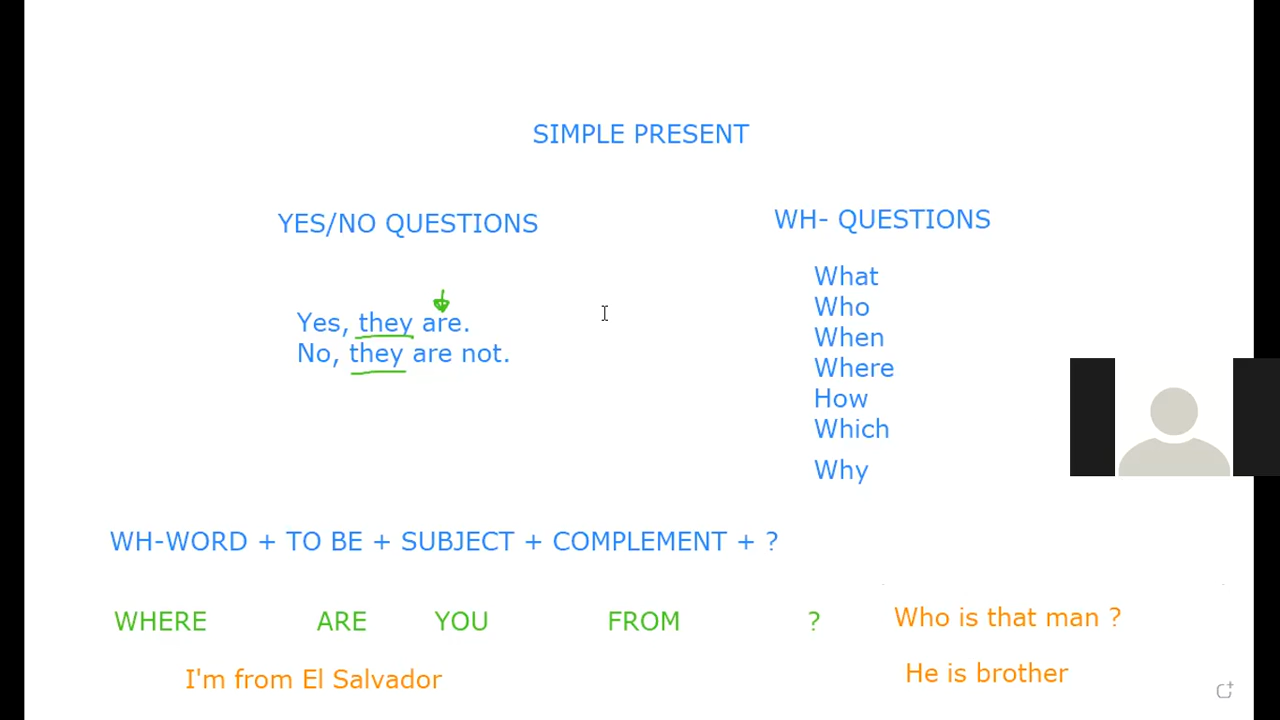 SIMPLE PRESENT
YES/NO QUESTIONS
Yes, they are.
No, they are not.
WH- QUESTIONS
What
Who
When
Where
How
Which
Why
WH-WORD + TO BE + SUBJECT + COMPLEMENT + ?
WHERE ARE YOU FROM ?
I'm from El Salvador
Who is that man ?
He is brother